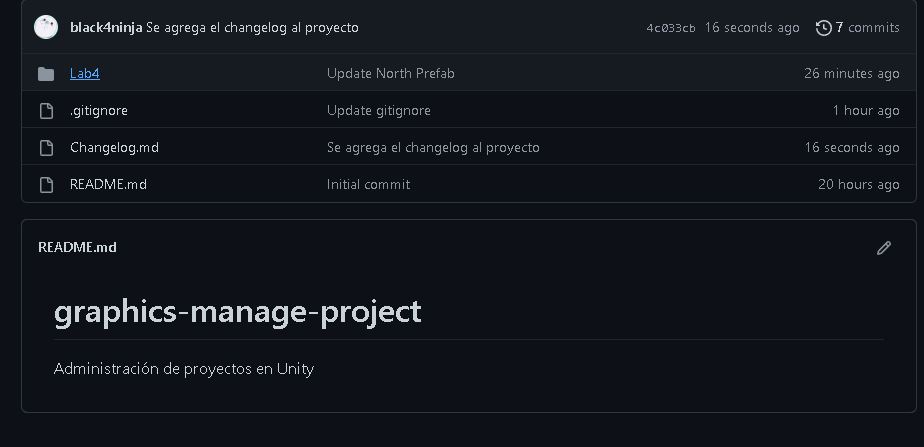 black4ninja Se agrega el changelog al proyecto 4c033cb 16 seconds ago 7 commits
Lab4 Update North Prefab 26 minutes ago
.gitignore Update gitignore 1 hour ago
Changelog.md Se agrega el changelog al proyecto 16 seconds ago
README.md Initial commit 20 hours ago
README.md
graphics-manage-project
Administración de proyectos en Unity